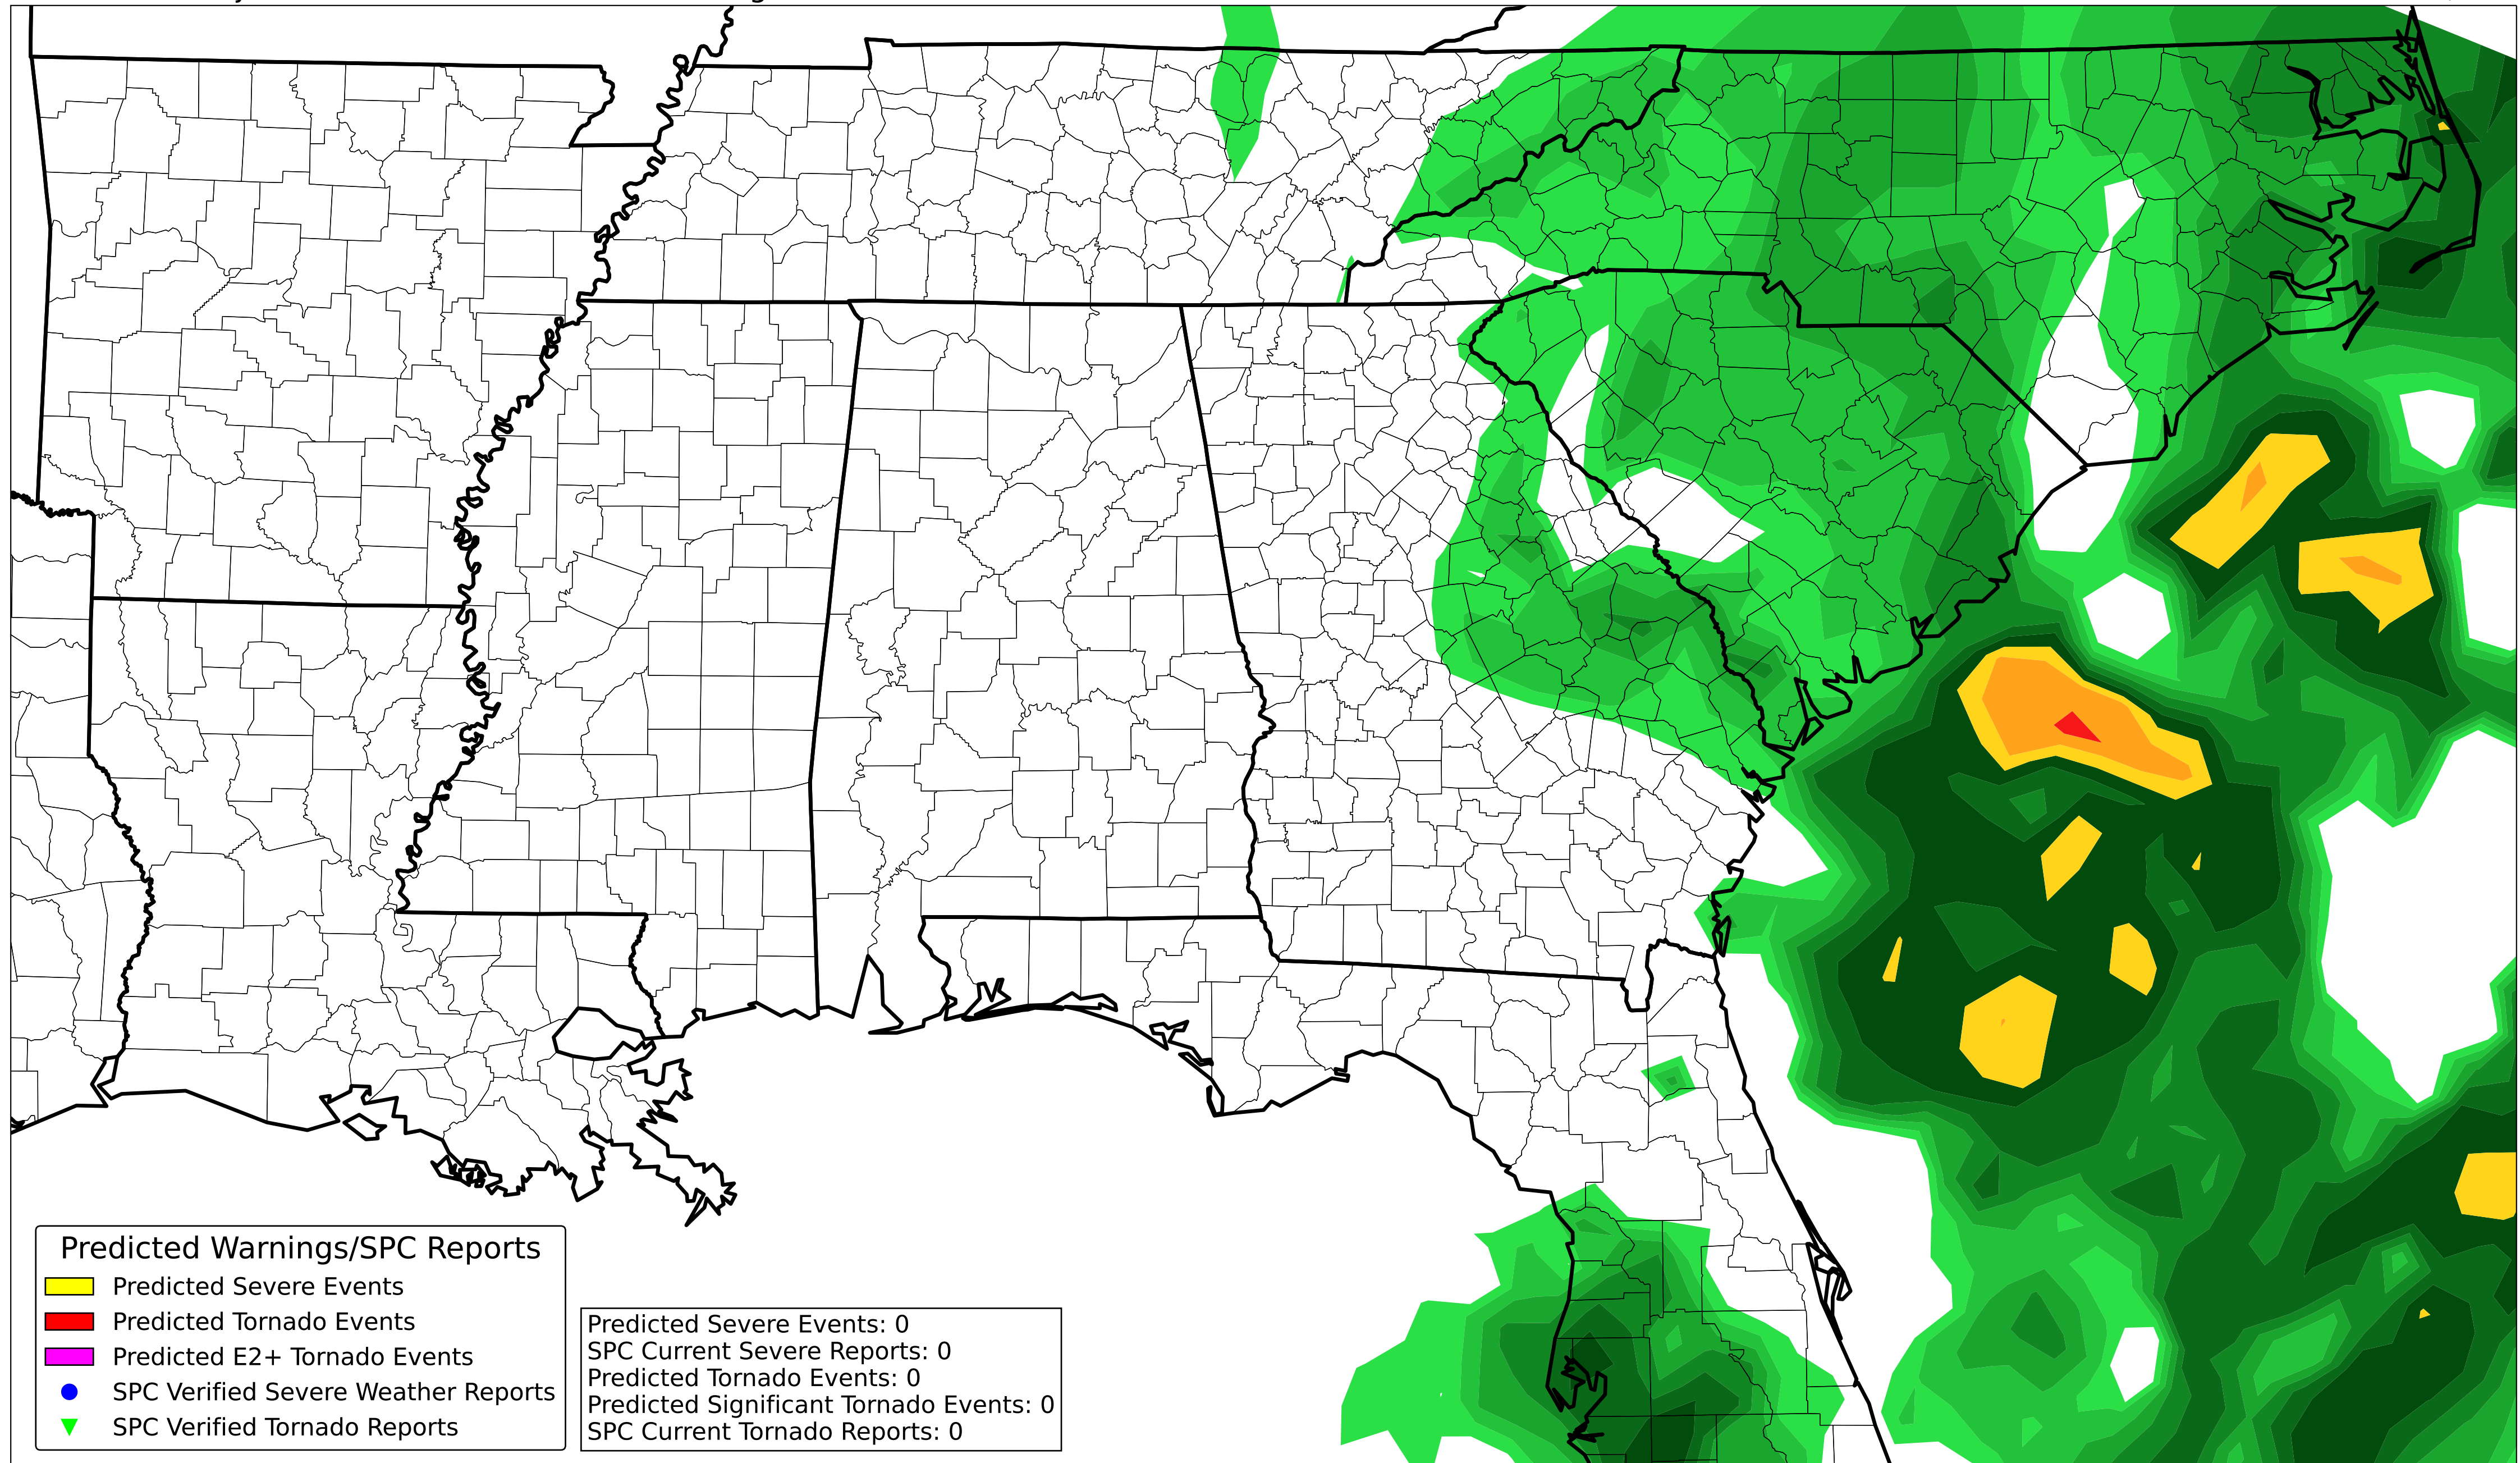 Predicted Warnings/SPC Reports
Predicted Severe Events
Predicted Tornado Events
Predicted E2+ Tornado Events
SPC Verified Severe Weather Reports
SPC Verified Tornado Reports
Predicted Severe Events: 0
SPC Current Severe Reports: 0
Predicted Tornado Events: 0
Predicted Significant Tornado Events: 0
SPC Current Tornado Reports: 0